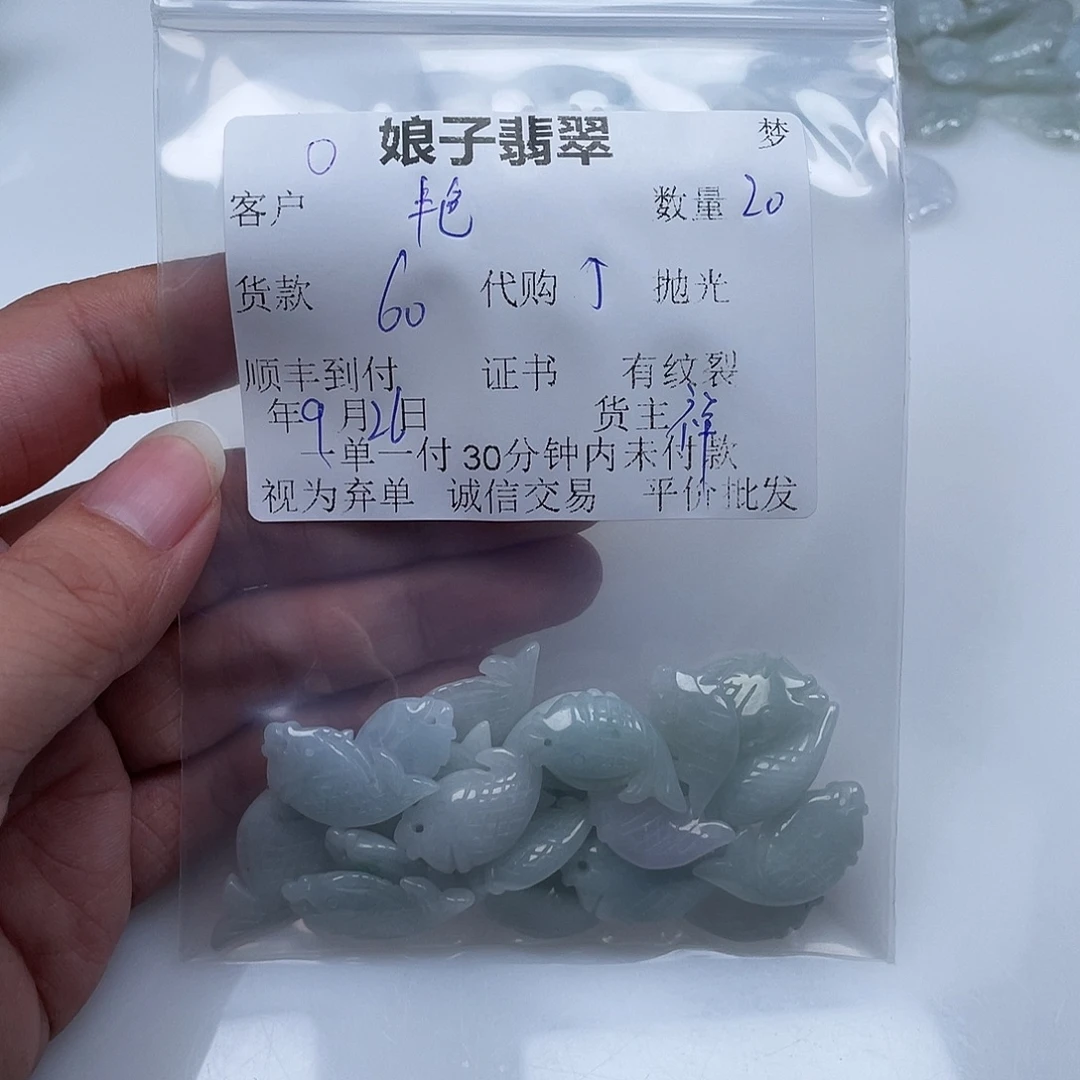 娘子翡翠 梦
客户 艳 数量 20
货款 60 代购 ↑ 抛光
顺丰到付 证书 有纹裂
年9月26日 货主 祥
一单一付 30分钟内未付款
视为弃单 诚信交易 平价批发